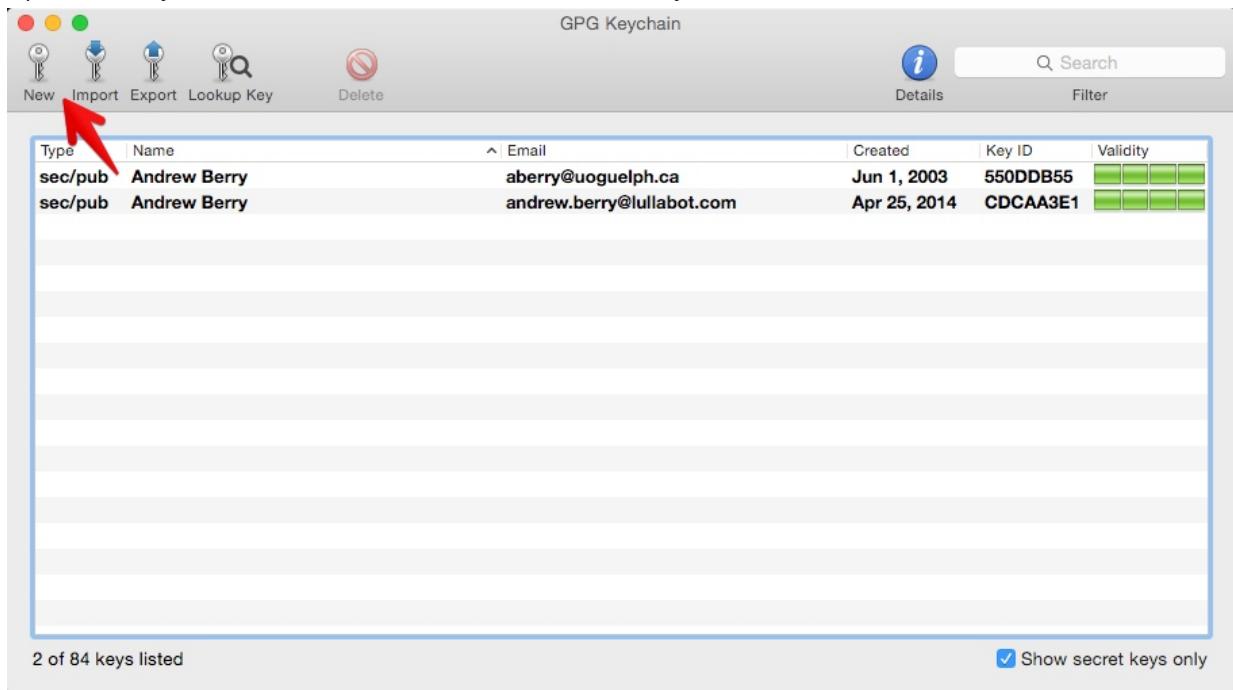 GPG Keychain
New Import Export Lookup Key Delete Details Search
Filter
Type Name Email Created Key ID Validity
sec/pub Andrew Berry aberry@uoguelph.ca Jun 1, 2003 550DDB55
sec/pub Andrew Berry andrew.berry@lullabot.com Apr 25, 2014 CDCAA3E1
2 of 84 keys listed Show secret keys only